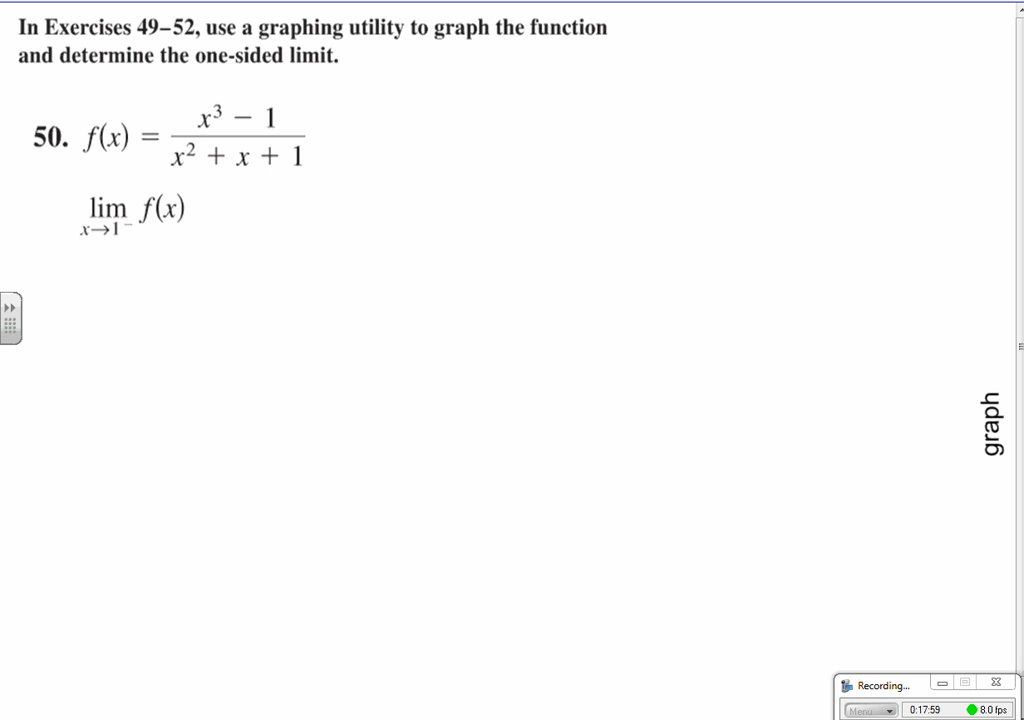 In Exercises 49–52, use a graphing utility to graph the function
and determine the one-sided limit.
50. f(x) = x³ − 1 / x² + x + 1
lim f(x)
x→1⁻
graph
Recording...
Menu 0:17:59 8.0 fps